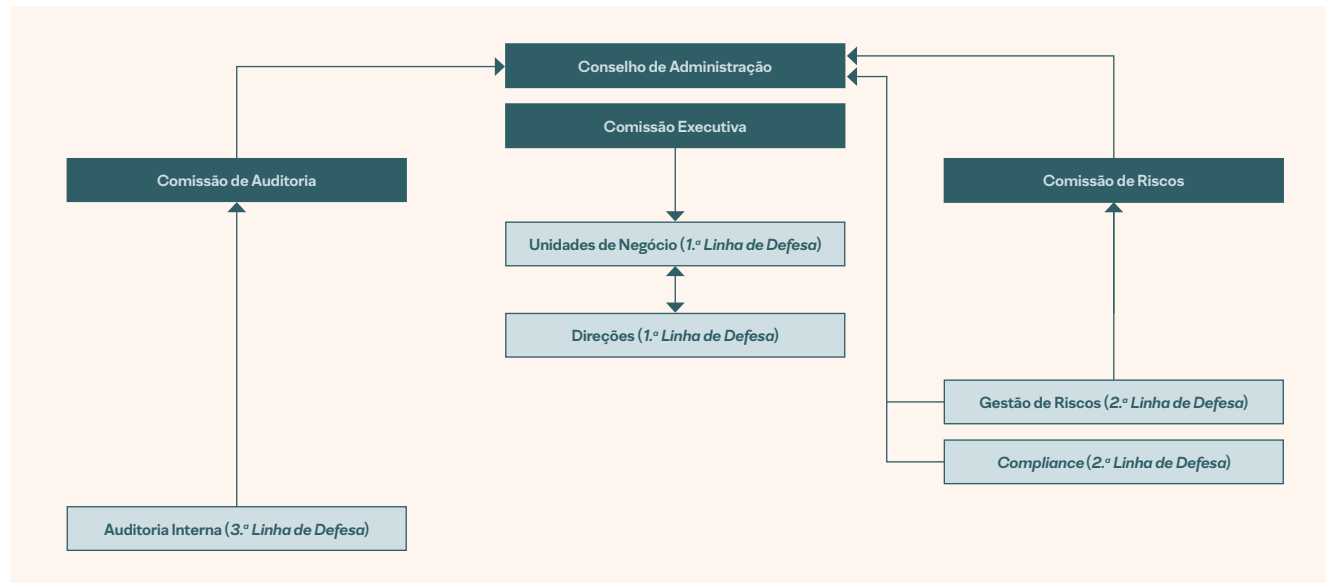 Conselho de Administração
Comissão Executiva
Comissão de Auditoria
Comissão de Riscos
Unidades de Negócio (1.ª Linha de Defesa)
Direções (1.ª Linha de Defesa)
Gestão de Riscos (2.ª Linha de Defesa)
Compliance (2.ª Linha de Defesa)
Auditoria Interna (3.ª Linha de Defesa)